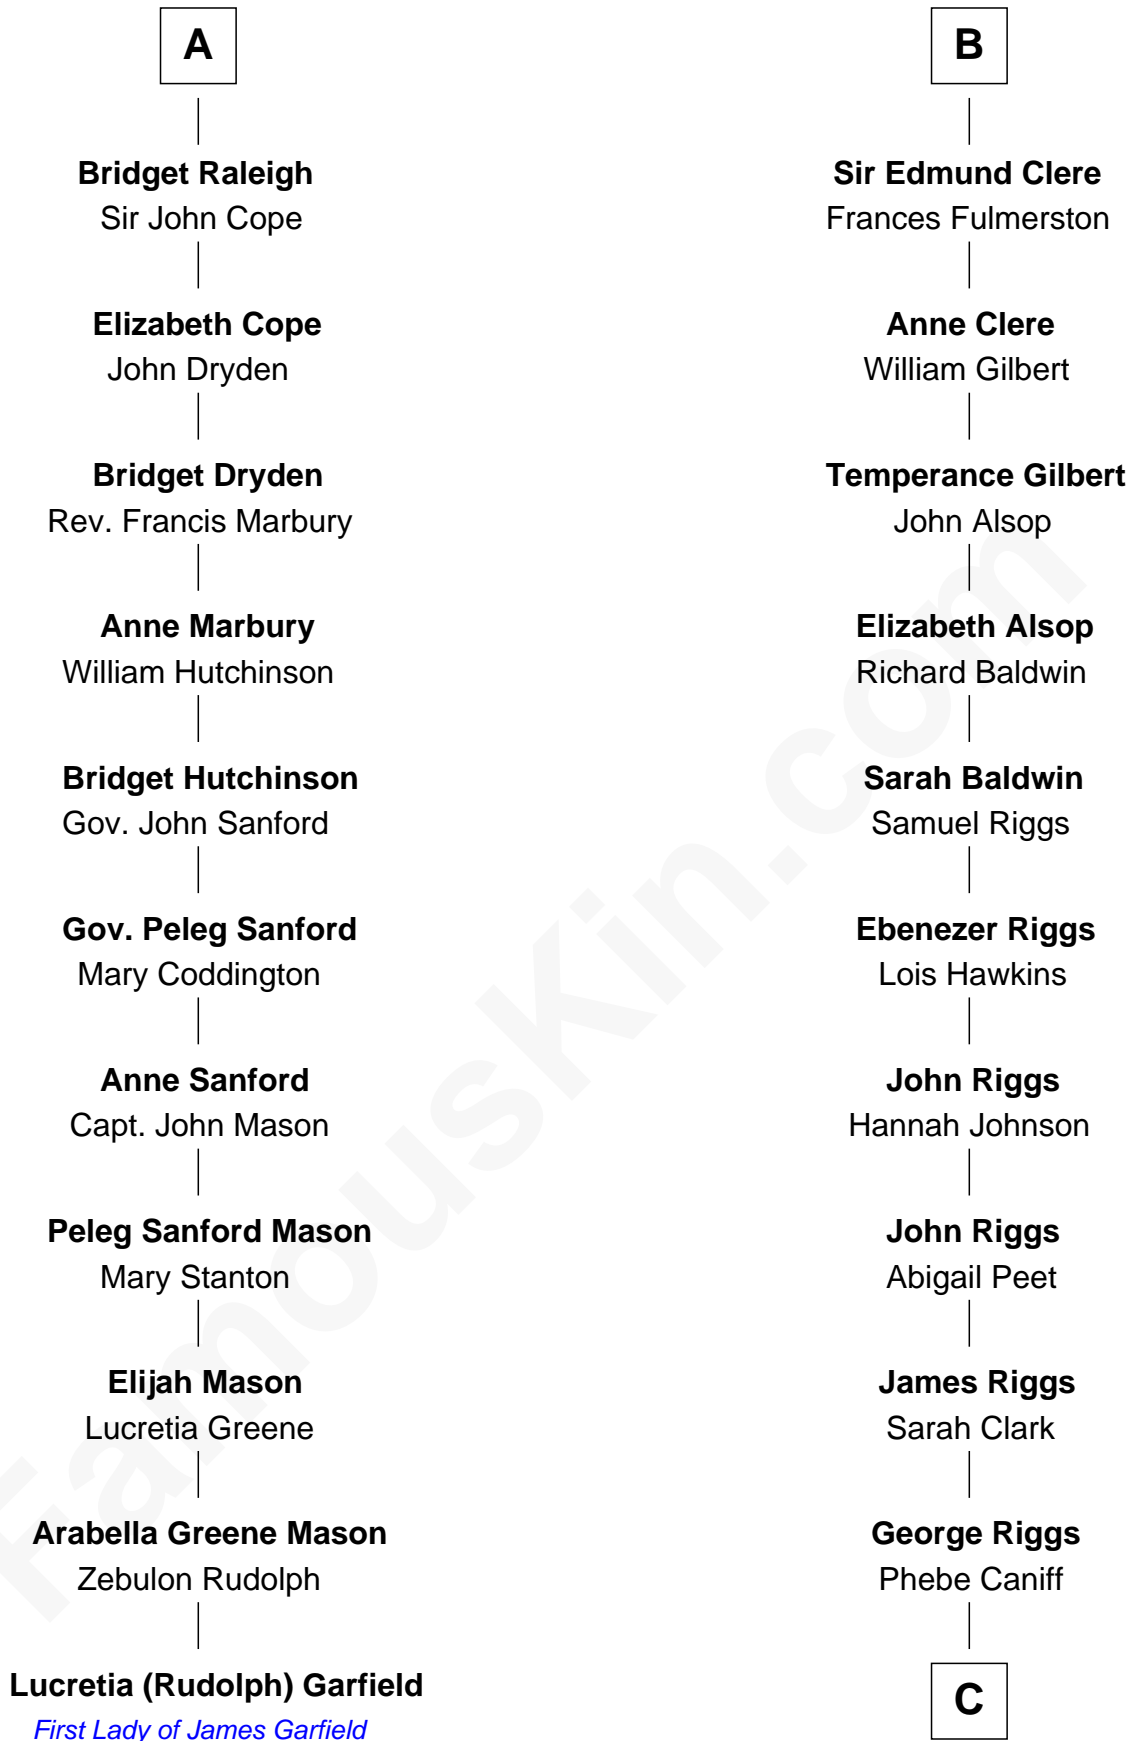 A
Bridget Raleigh
Sir John Cope
Elizabeth Cope
John Dryden
Bridget Dryden
Rev. Francis Marbury
Anne Marbury
William Hutchinson
Bridget Hutchinson
Gov. John Sanford
Gov. Peleg Sanford
Mary Coddington
Anne Sanford
Capt. John Mason
Peleg Sanford Mason
Mary Stanton
Elijah Mason
Lucretia Greene
Arabella Greene Mason
Zebulon Rudolph
Lucretia (Rudolph) Garfield
First Lady of James Garfield
B
Sir Edmund Clere
Frances Fulmerston
Anne Clere
William Gilbert
Temperance Gilbert
John Alsop
Elizabeth Alsop
Richard Baldwin
Sarah Baldwin
Samuel Riggs
Ebenezer Riggs
Lois Hawkins
John Riggs
Hannah Johnson
John Riggs
Abigail Peet
James Riggs
Sarah Clark
George Riggs
Phebe Caniff
C
FamousKin.com